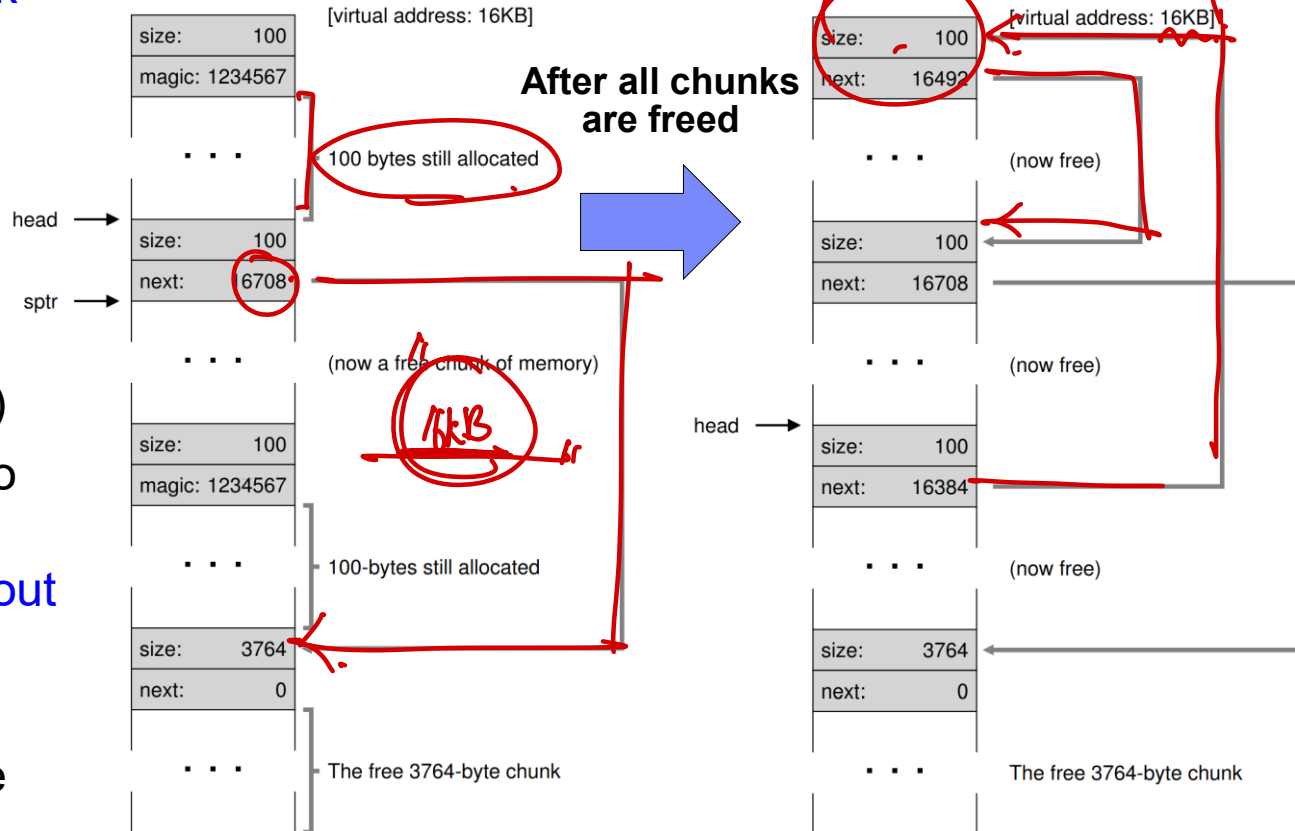 [virtual address: 16KB]
size: 100
magic: 1234567
. . .
100 bytes still allocated
head
size: 100
next: 16708
sptr
. . .
(now a free chunk of memory)
16KB
size: 100
magic: 1234567
. . .
100-bytes still allocated
size: 3764
next: 0
. . .
The free 3764-byte chunk
)
out
After all chunks
are freed
[virtual address: 16KB]
size: 100
next: 16492
. . .
(now free)
size: 100
next: 16708
. . .
(now free)
head
size: 100
next: 16384
. . .
(now free)
size: 3764
next: 0
. . .
The free 3764-byte chunk